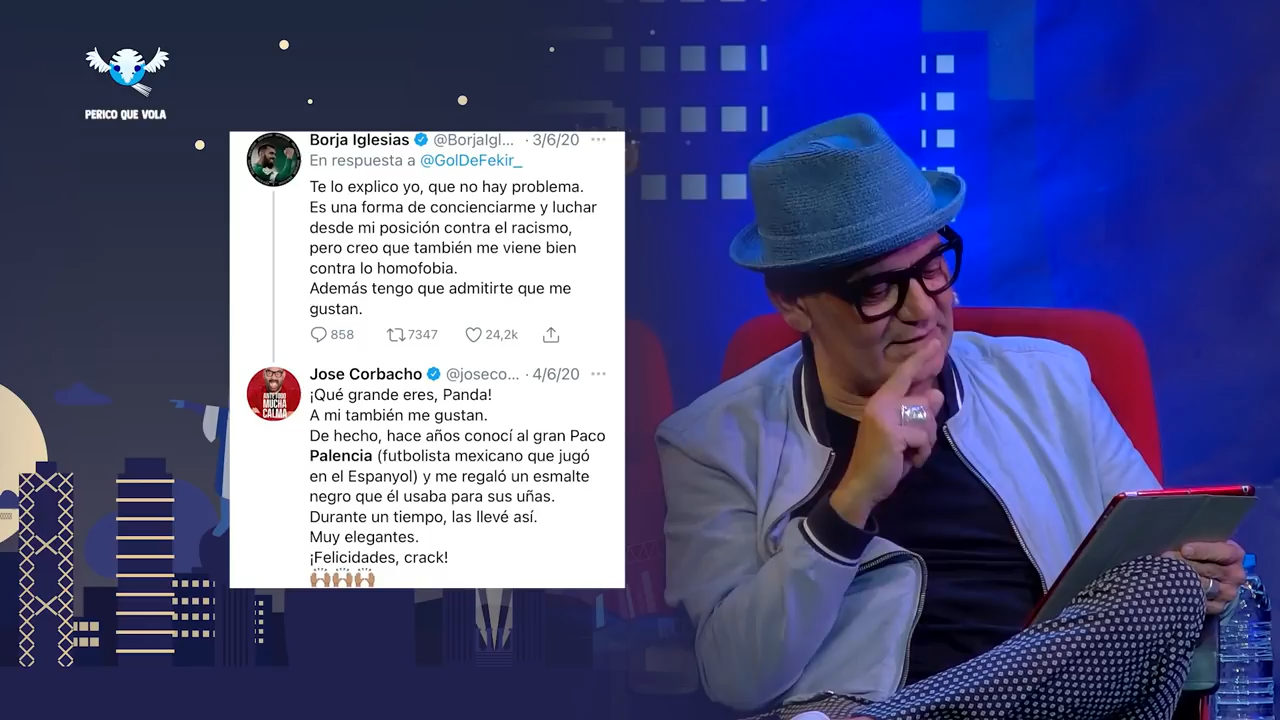 PERICO QUE VOLA
Borja Iglesias @BorjaIgl... · 3/6/20 ···
En respuesta a @GolDeFekir_
Te lo explico yo, que no hay problema.
Es una forma de concienciarme y luchar
desde mi posición contra el racismo,
pero creo que también me viene bien
contra lo homofobia.
Además tengo que admitirte que me
gustan.
858 7347 24,2k
Jose Corbacho @joseco... · 4/6/20 ···
¡Qué grande eres, Panda!
A mi también me gustan.
De hecho, hace años conocí al gran Paco
Palencia (futbolista mexicano que jugó
en el Espanyol) y me regaló un esmalte
negro que él usaba para sus uñas.
Durante un tiempo, las llevé así.
Muy elegantes.
¡Felicidades, crack!
🙌🏽🙌🏽🙌🏽
ANTE TODO
MUCHA
CALMA